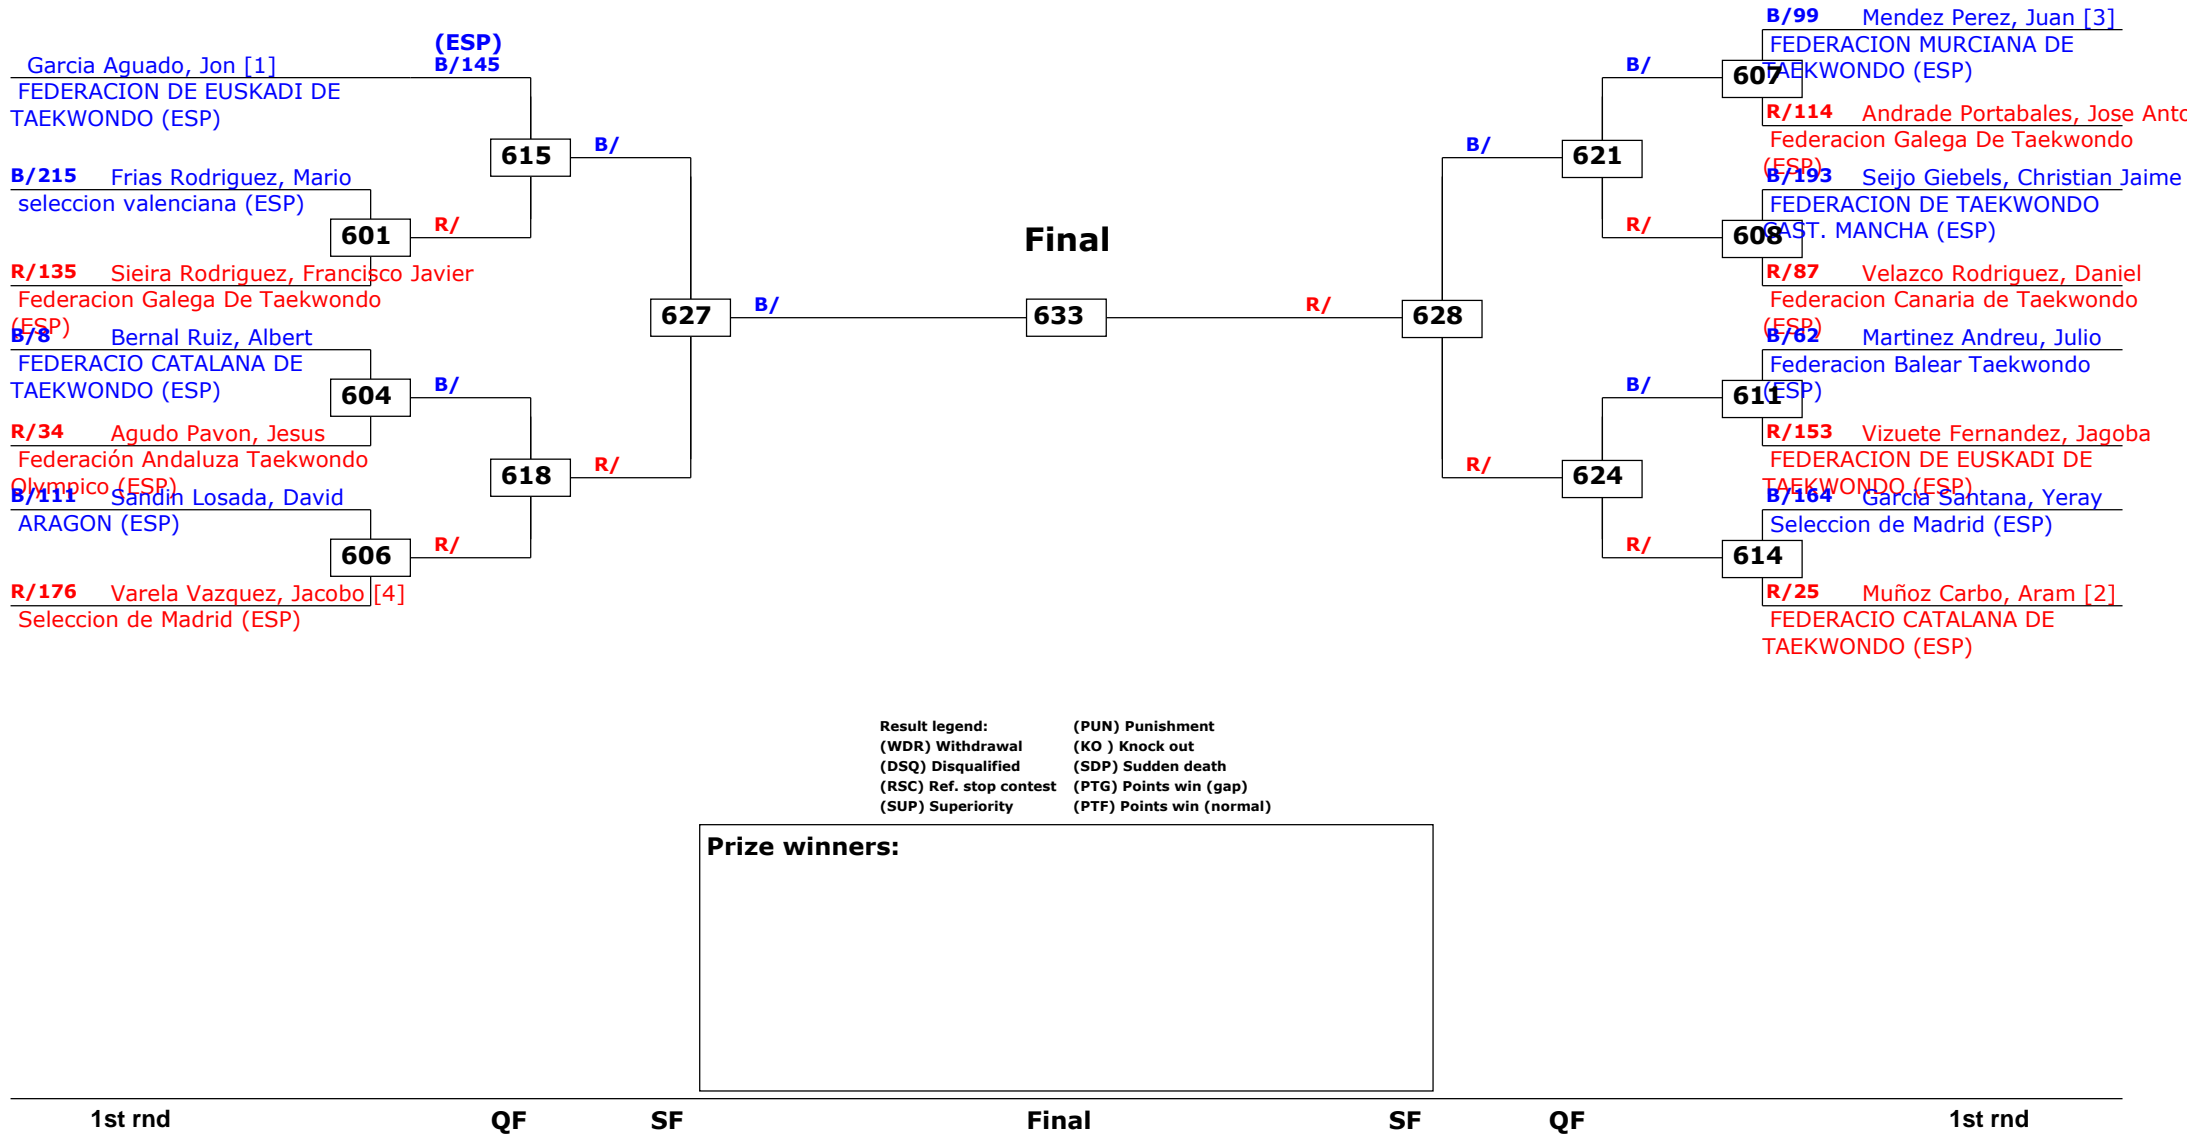 (ESP)
Garcia Aguado, Jon [1] B/145
FEDERACION DE EUSKADI DE
TAEKWONDO (ESP)
615 B/
B/215 Frias Rodriguez, Mario
seleccion valenciana (ESP)
601 R/
R/135 Sieira Rodriguez, Francisco Javier
Federacion Galega De Taekwondo
(ESP)
627 B/
B/8 Bernal Ruiz, Albert
FEDERACIO CATALANA DE
TAEKWONDO (ESP)
604 B/
R/34 Agudo Pavon, Jesus
Federación Andaluza Taekwondo
Olympico (ESP)
618 R/
B/111 Sandin Losada, David
ARAGON (ESP)
606 R/
R/176 Varela Vazquez, Jacobo [4]
Seleccion de Madrid (ESP)
Final
633
B/99 Mendez Perez, Juan [3]
FEDERACION MURCIANA DE
TAEKWONDO (ESP)
B/ 607
R/114 Andrade Portabales, Jose Anto
Federacion Galega De Taekwondo
(ESP)
B/ 621
B/193 Seijo Giebels, Christian Jaime
FEDERACION DE TAEKWONDO
CAST. MANCHA (ESP)
R/ 608
R/87 Velazco Rodriguez, Daniel
Federacion Canaria de Taekwondo
(ESP)
R/ 628
B/62 Martinez Andreu, Julio
Federacion Balear Taekwondo
(ESP)
B/ 611
R/153 Vizuete Fernandez, Jagoba
FEDERACION DE EUSKADI DE
TAEKWONDO (ESP)
R/ 624
B/164 Garcia Santana, Yeray
Seleccion de Madrid (ESP)
R/ 614
R/25 Muñoz Carbo, Aram [2]
FEDERACIO CATALANA DE
TAEKWONDO (ESP)
Result legend: (PUN) Punishment
(WDR) Withdrawal (KO ) Knock out
(DSQ) Disqualified (SDP) Sudden death
(RSC) Ref. stop contest (PTG) Points win (gap)
(SUP) Superiority (PTF) Points win (normal)
Prize winners:
1st rnd QF SF Final SF QF 1st rnd